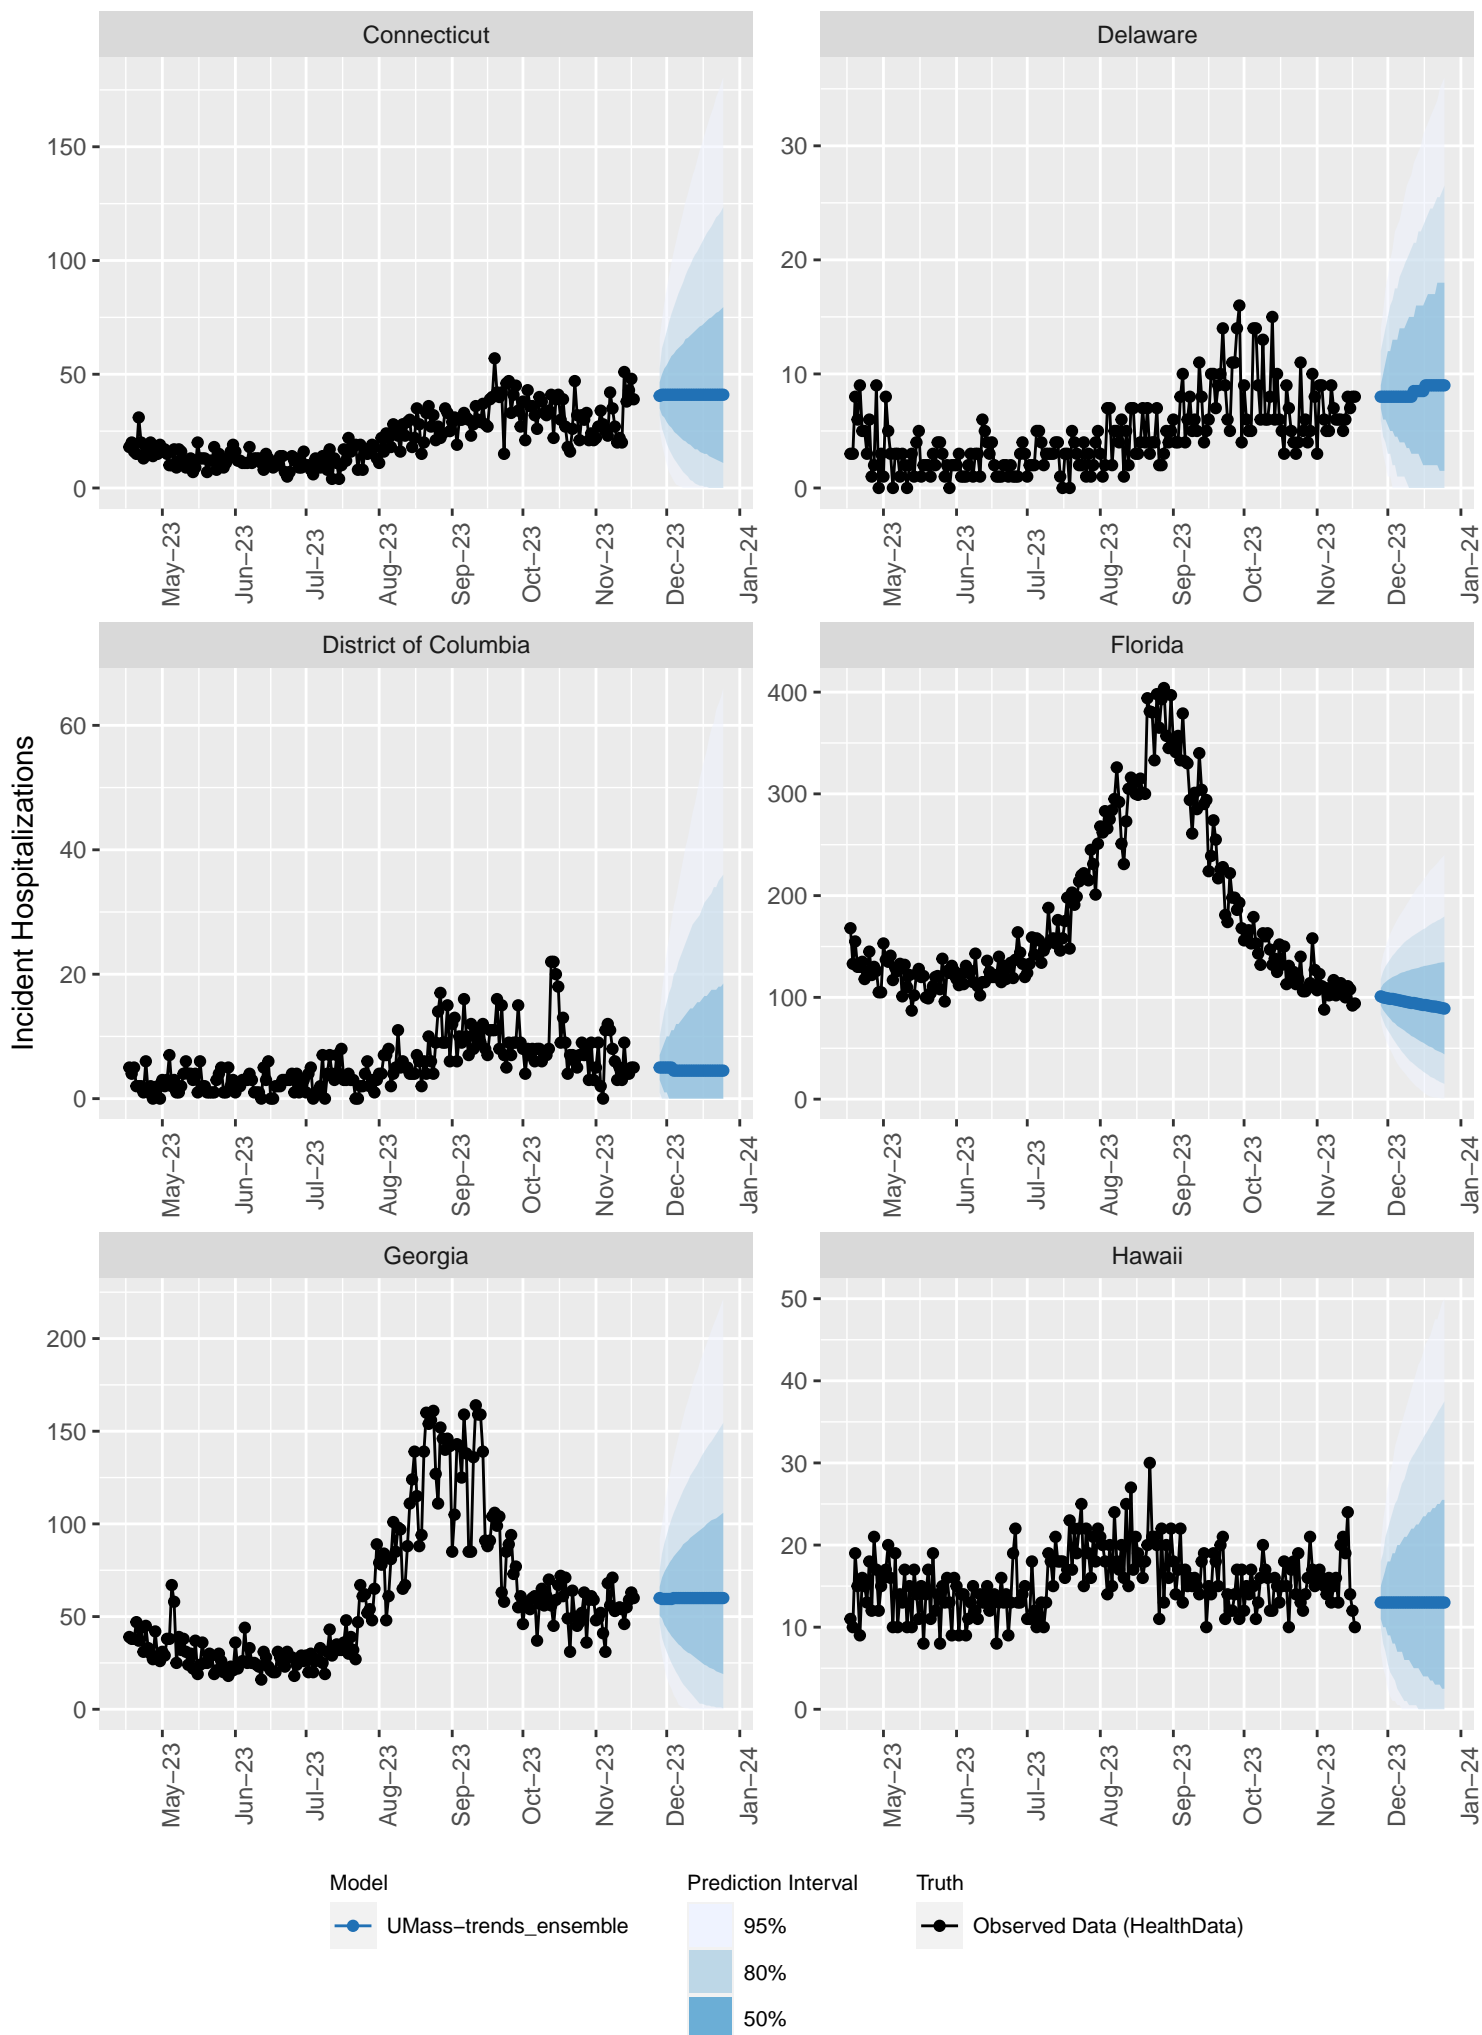 Connecticut
Delaware
150
100
50
0
30
20
10
0
May−23
Jun−23
Jul−23
Aug−23
Sep−23
Oct−23
Nov−23
Dec−23
Jan−24
May−23
Jun−23
Jul−23
Aug−23
Sep−23
Oct−23
Nov−23
Dec−23
Jan−24
Incident Hospitalizations
District of Columbia
Florida
60
40
20
0
400
300
200
100
0
May−23
Jun−23
Jul−23
Aug−23
Sep−23
Oct−23
Nov−23
Dec−23
Jan−24
May−23
Jun−23
Jul−23
Aug−23
Sep−23
Oct−23
Nov−23
Dec−23
Jan−24
Georgia
Hawaii
200
150
100
50
0
50
40
30
20
10
0
May−23
Jun−23
Jul−23
Aug−23
Sep−23
Oct−23
Nov−23
Dec−23
Jan−24
May−23
Jun−23
Jul−23
Aug−23
Sep−23
Oct−23
Nov−23
Dec−23
Jan−24
Model
UMass−trends_ensemble
Prediction Interval
95%
80%
50%
Truth
Observed Data (HealthData)